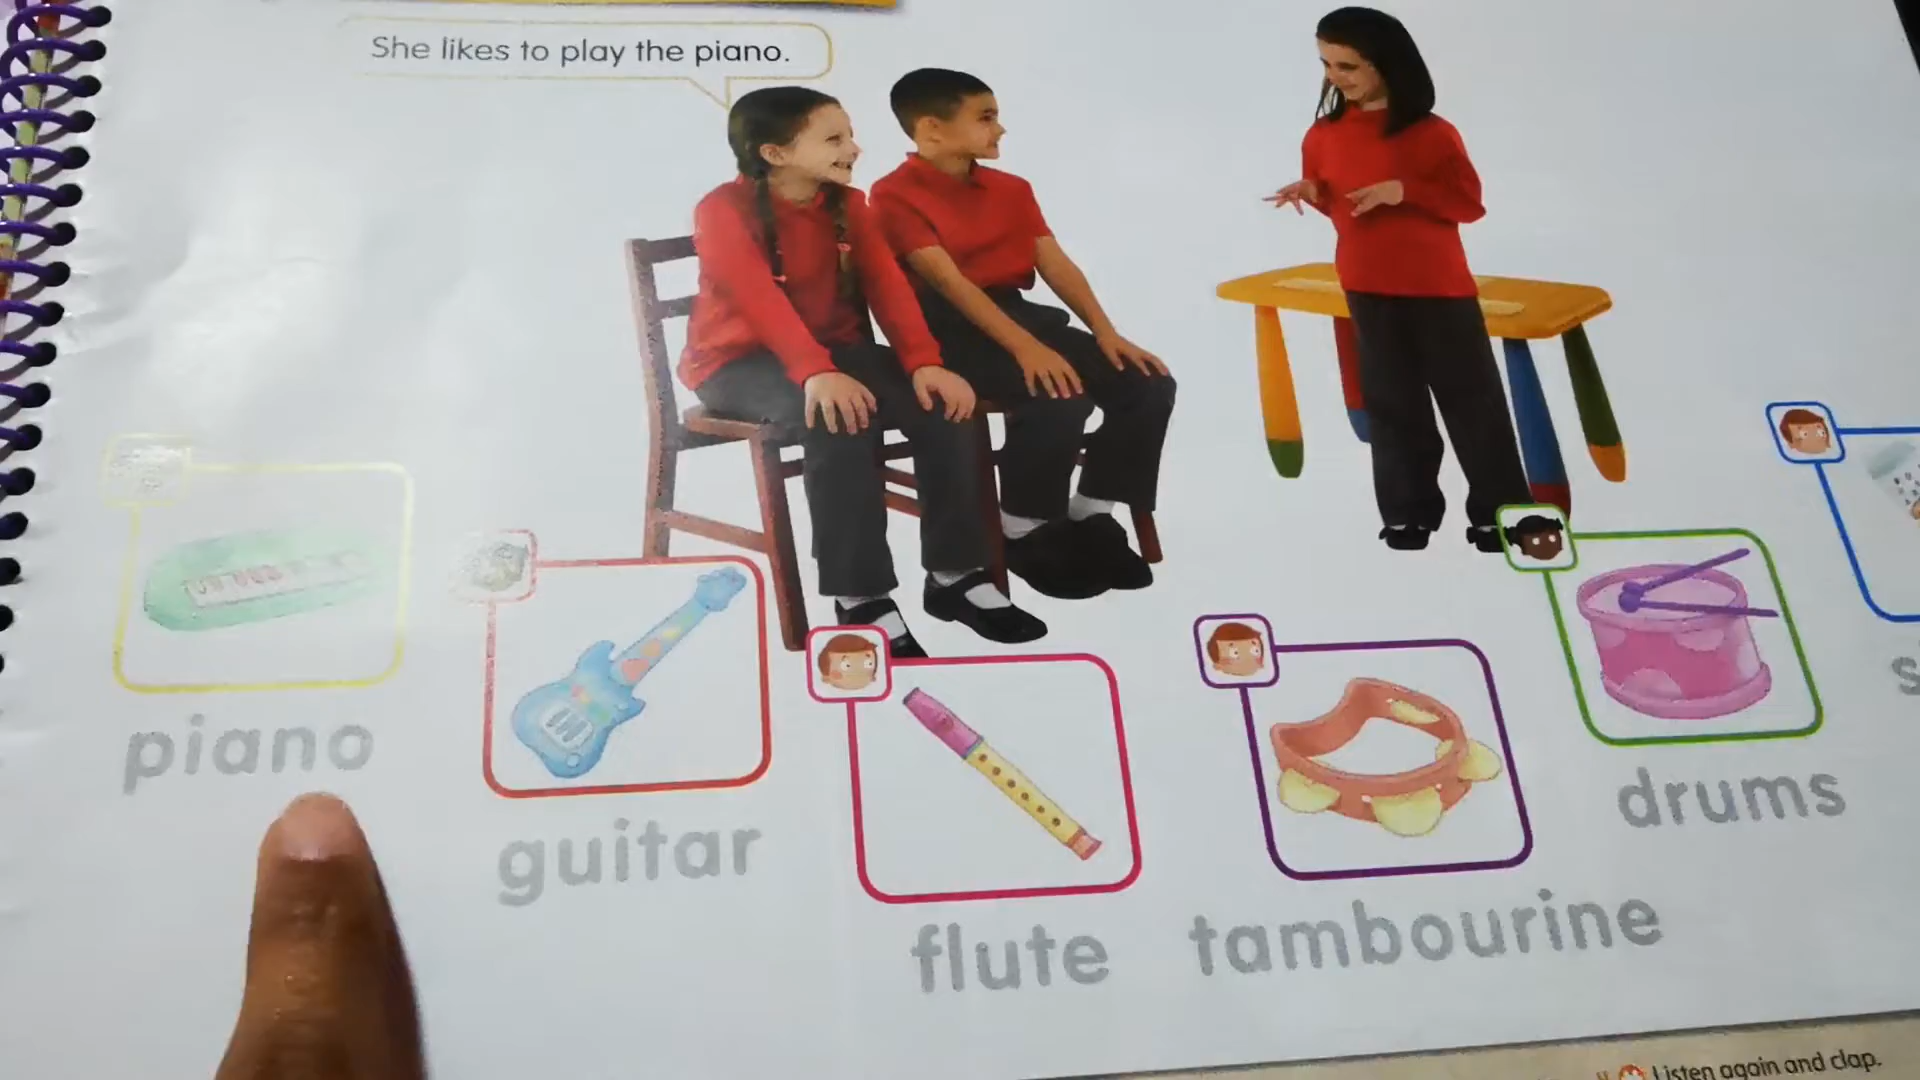 She likes to play the piano.
piano
guitar
flute
tambourine
drums
Listen again and clap.